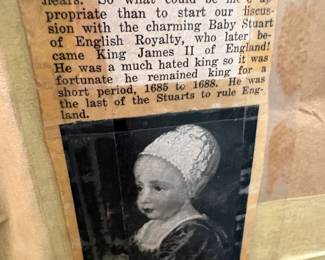 propriate than to start our discus-
sion with the charming Baby Stuart
of English Royalty, who later be-
came King James II of England!
He was a much hated king so it was
fortunate he remained king for a
short period, 1685 to 1688. He was
the last of the Stuarts to rule Eng-
land.